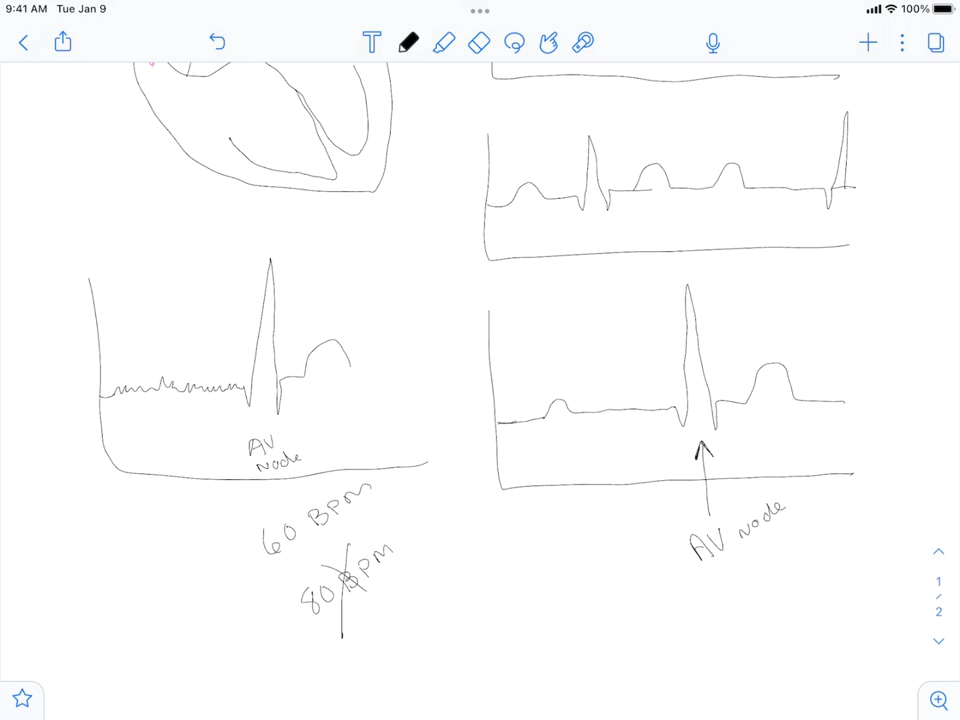 9:41 AM Tue Jan 9
100%
T
AV
Node
60 BPM
80 BPM
AV node
1
/
2